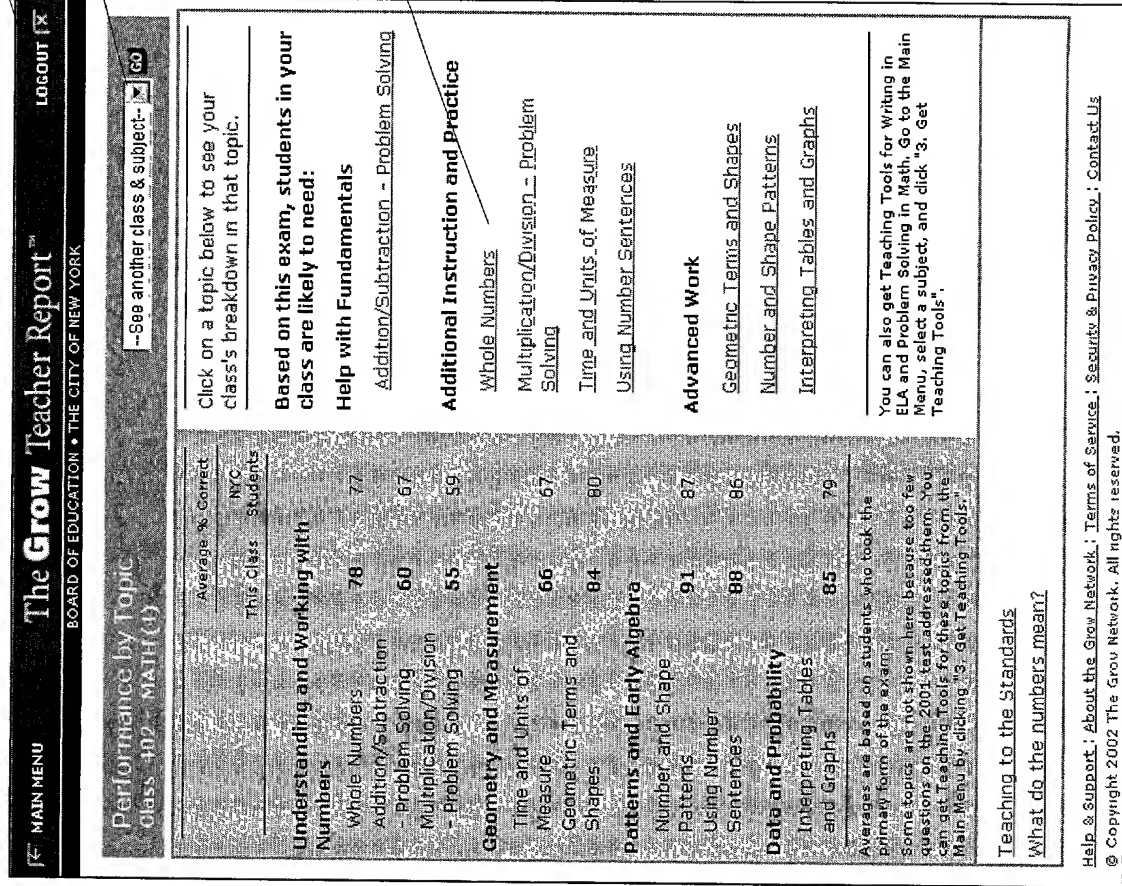 MAIN MENU
The Grow Teacher Report™
LOGOUT
BOARD OF EDUCATION • THE CITY OF NEW YORK
Performance by Topic
Class 402 - MATH (4)
--See another class & subject--
GO
Average % Correct
This Class
NYC Students
Understanding and Working with Numbers
Whole Numbers 78 77
Addition/Subtraction
- Problem Solving 60 67
Multiplication/Division
- Problem Solving 55 59
Geometry and Measurement
Time and Units of
Measure 66 67
Geometric Terms and
Shapes 84 80
Patterns and Early Algebra
Number and Shape
Patterns 91 87
Using Number
Sentences 88 86
Data and Probability
Interpreting Tables
and Graphs 85 79
Averages are based on students who took the
primary form of the exam.
Some topics are not shown here because too few
questions on the 2001 test addressed them. You
can get Teaching Tools for these topics from the
Main Menu by clicking "3. Get Teaching Tools."
Click on a topic below to see your
class's breakdown in that topic.
Based on this exam, students in your
class are likely to need:
Help with Fundamentals
Addition/Subtraction - Problem Solving
Additional Instruction and Practice
Whole Numbers
Multiplication/Division - Problem
Solving
Time and Units of Measure
Using Number Sentences
Advanced Work
Geometric Terms and Shapes
Number and Shape Patterns
Interpreting Tables and Graphs
You can also get Teaching Tools for Writing in
ELA and Problem Solving in Math. Go to the Main
Menu, select a subject, and click "3. Get
Teaching Tools".
Teaching to the Standards
What do the numbers mean?
Help & Support ¦ About the Grow Network ¦ Terms of Service ¦ Security & Privacy Policy ¦ Contact Us
© Copyright 2002 The Grow Network. All rights reserved.